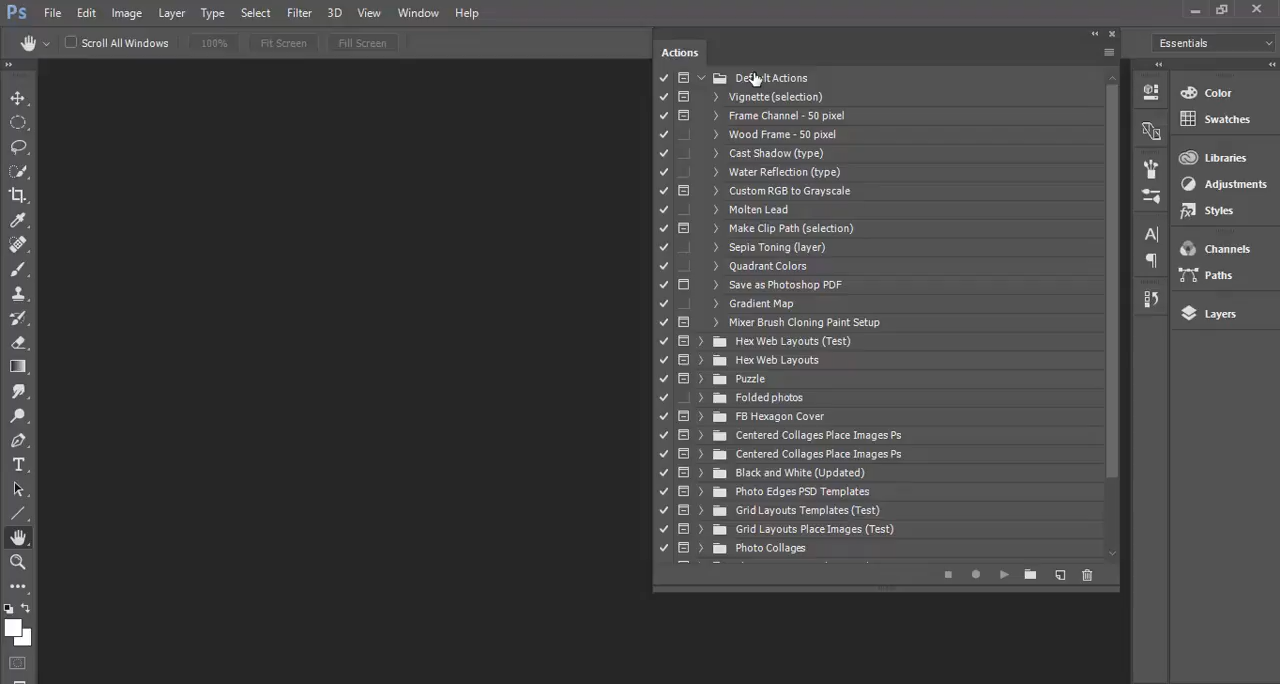 Ps File Edit Image Layer Type Select Filter 3D View Window Help
Scroll All Windows 100% Fit Screen Fill Screen
Essentials
Actions
Default Actions
Vignette (selection)
Frame Channel - 50 pixel
Wood Frame - 50 pixel
Cast Shadow (type)
Water Reflection (type)
Custom RGB to Grayscale
Molten Lead
Make Clip Path (selection)
Sepia Toning (layer)
Quadrant Colors
Save as Photoshop PDF
Gradient Map
Mixer Brush Cloning Paint Setup
Hex Web Layouts (Test)
Hex Web Layouts
Puzzle
Folded photos
FB Hexagon Cover
Centered Collages Place Images Ps
Centered Collages Place Images Ps
Black and White (Updated)
Photo Edges PSD Templates
Grid Layouts Templates (Test)
Grid Layouts Place Images (Test)
Photo Collages
Color
Swatches
Libraries
Adjustments
Styles
Channels
Paths
Layers